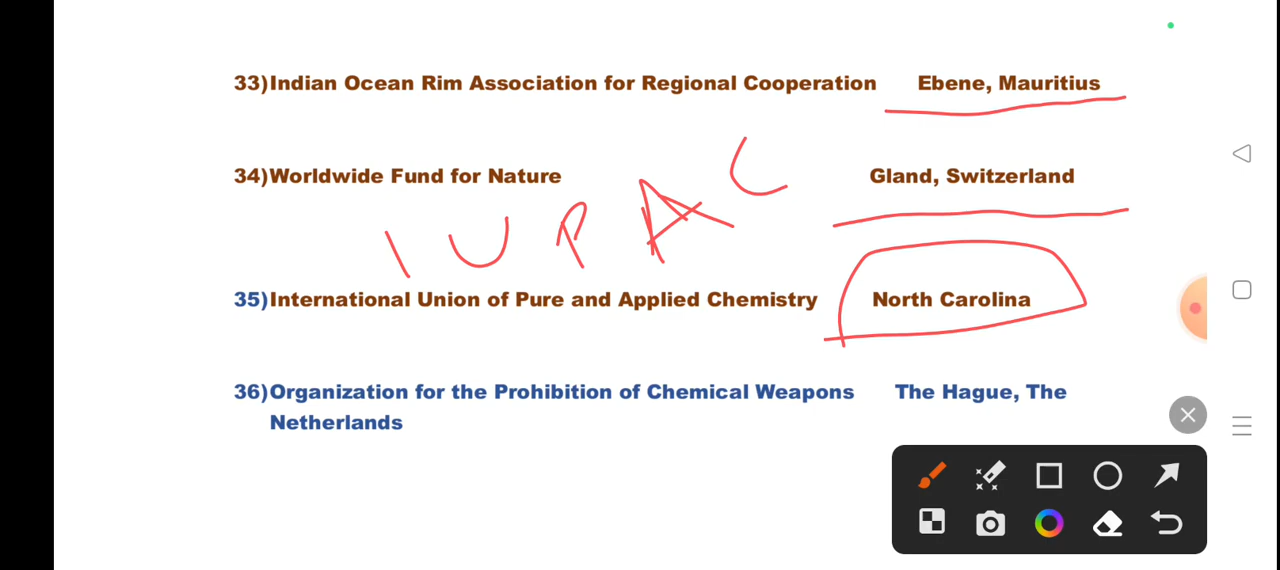 33)Indian Ocean Rim Association for Regional Cooperation Ebene, Mauritius
34)Worldwide Fund for Nature Gland, Switzerland
IUPAC
35)International Union of Pure and Applied Chemistry North Carolina
36)Organization for the Prohibition of Chemical Weapons The Hague, The
Netherlands